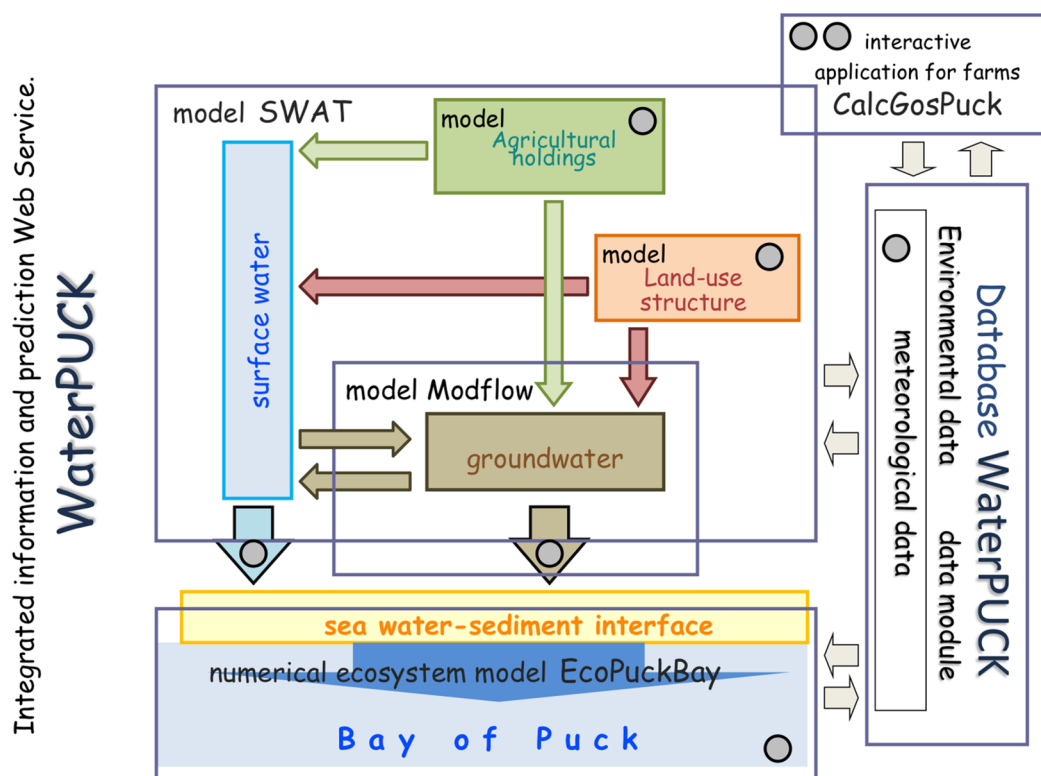 Integrated information and prediction Web Service.
WaterPUCK
interactive
application for farms
CalcGosPuck
model SWAT
model
Agricultural
holdings
surface water
model
Land-use
structure
model Modflow
groundwater
sea water-sediment interface
numerical ecosystem model EcoPuckBay
Bay of Puck
meteorological data
Environmental data data module
Database WaterPUCK